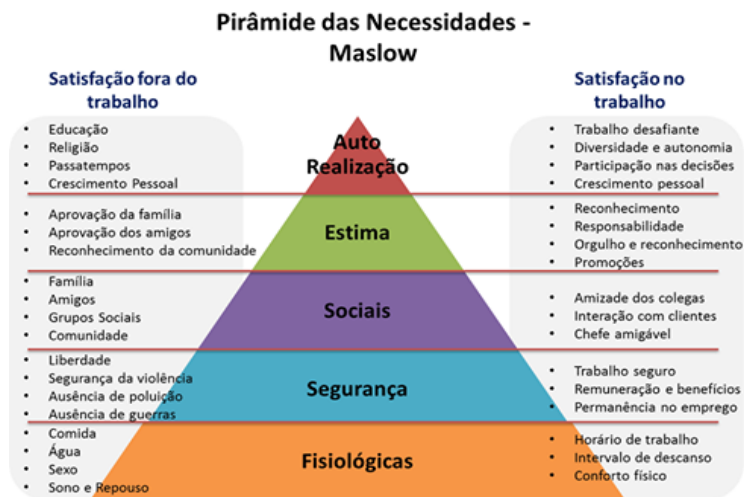 Pirâmide das Necessidades -
Maslow
Satisfação fora do
trabalho
Satisfação no
trabalho
• Educação
• Religião
• Passatempos
• Crescimento Pessoal
Auto
Realização
• Trabalho desafiante
• Diversidade e autonomia
• Participação nas decisões
• Crescimento pessoal
• Aprovação da família
• Aprovação dos amigos
• Reconhecimento da comunidade
Estima
• Reconhecimento
• Responsabilidade
• Orgulho e reconhecimento
• Promoções
• Família
• Amigos
• Grupos Sociais
• Comunidade
Sociais
• Amizade dos colegas
• Interação com clientes
• Chefe amigável
• Liberdade
• Segurança da violência
• Ausência de poluição
• Ausência de guerras
Segurança
• Trabalho seguro
• Remuneração e benefícios
• Permanência no emprego
• Comida
• Água
• Sexo
• Sono e Repouso
Fisiológicas
• Horário de trabalho
• Intervalo de descanso
• Conforto físico